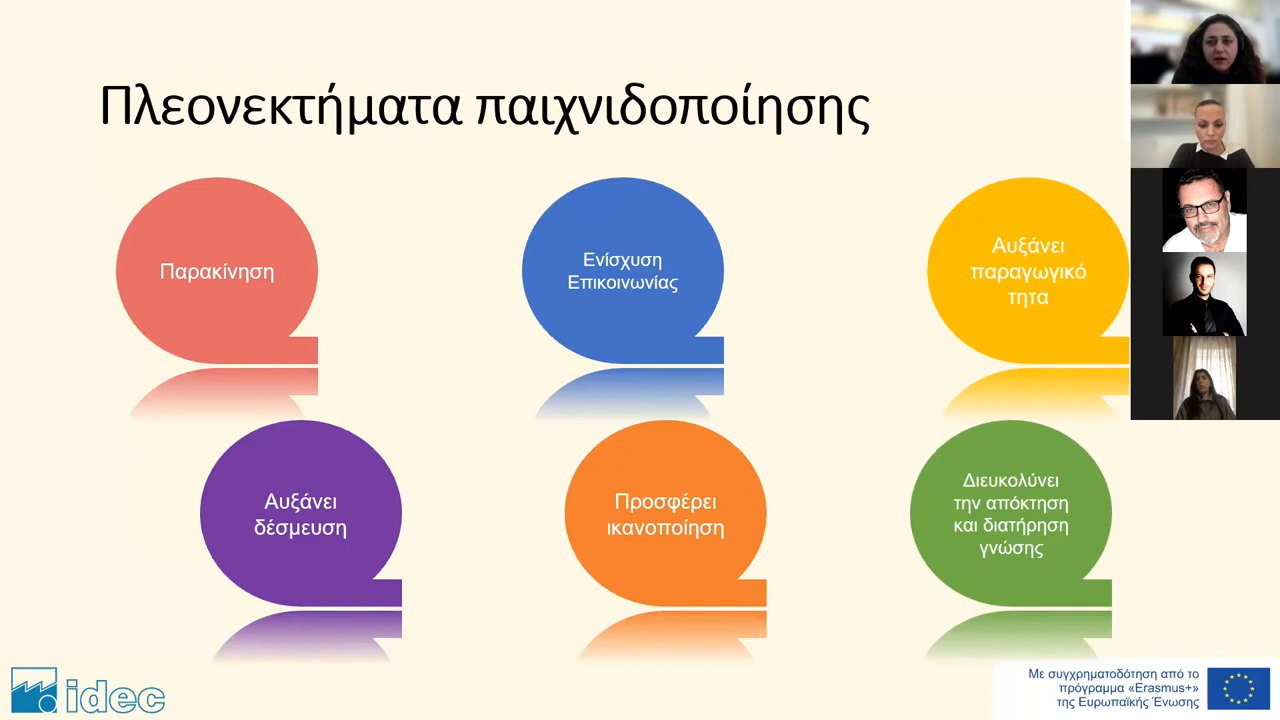 Πλεονεκτήματα παιχνιδοποίησης
Παρακίνηση
Ενίσχυση
Επικοινωνίας
Αυξάνει
παραγωγικό
τητα
Αυξάνει
δέσμευση
Προσφέρει
ικανοποίηση
Διευκολύνει
την απόκτηση
και διατήρηση
γνώσης
idec
Με συγχρηματοδότηση από το
πρόγραμμα «Erasmus+»
της Ευρωπαϊκής Ένωσης